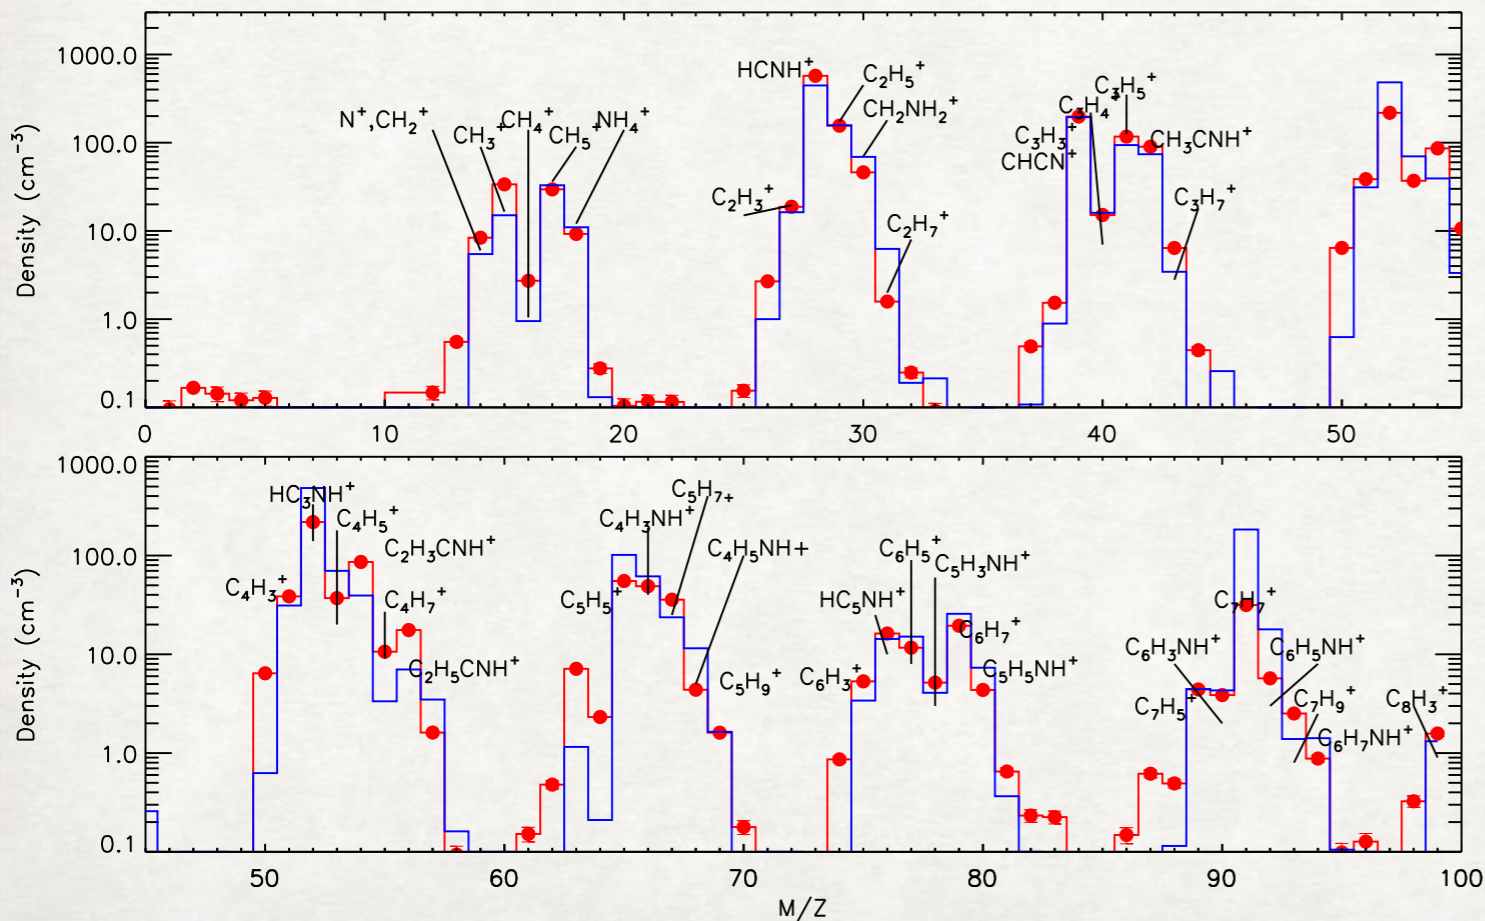 1000.0
100.0
10.0
1.0
0.1
Density (cm⁻³)
N⁺,CH₂⁺
CH₃⁺
CH₄⁺
CH₅⁺
NH₄⁺
HCNH⁺
C₂H₅⁺
CH₂NH₂⁺
C₂H₃⁺
C₂H₇⁺
C₃H₅⁺
C₃H₄⁺
C₃H₃⁺
CHCN⁺
CH₃CNH⁺
C₃H₇⁺
0 10 20 30 40 50
1000.0
100.0
10.0
1.0
0.1
Density (cm⁻³)
HC₃NH⁺
C₄H₅⁺
C₂H₃CNH⁺
C₄H₃⁺
C₄H₇⁺
C₂H₅CNH⁺
C₅H₇₊
C₄H₃NH⁺
C₄H₅NH+
C₅H₅⁺
C₅H₉⁺
C₆H₅⁺
C₅H₃NH⁺
HC₅NH⁺
C₆H₇⁺
C₆H₃⁺
C₅H₅NH⁺
C₇H₇⁺
C₆H₃NH⁺
C₆H₅NH⁺
C₇H₅⁺
C₇H₉⁺
C₆H₇NH⁺
C₈H₃⁺
50 60 70 80 90 100
M/Z